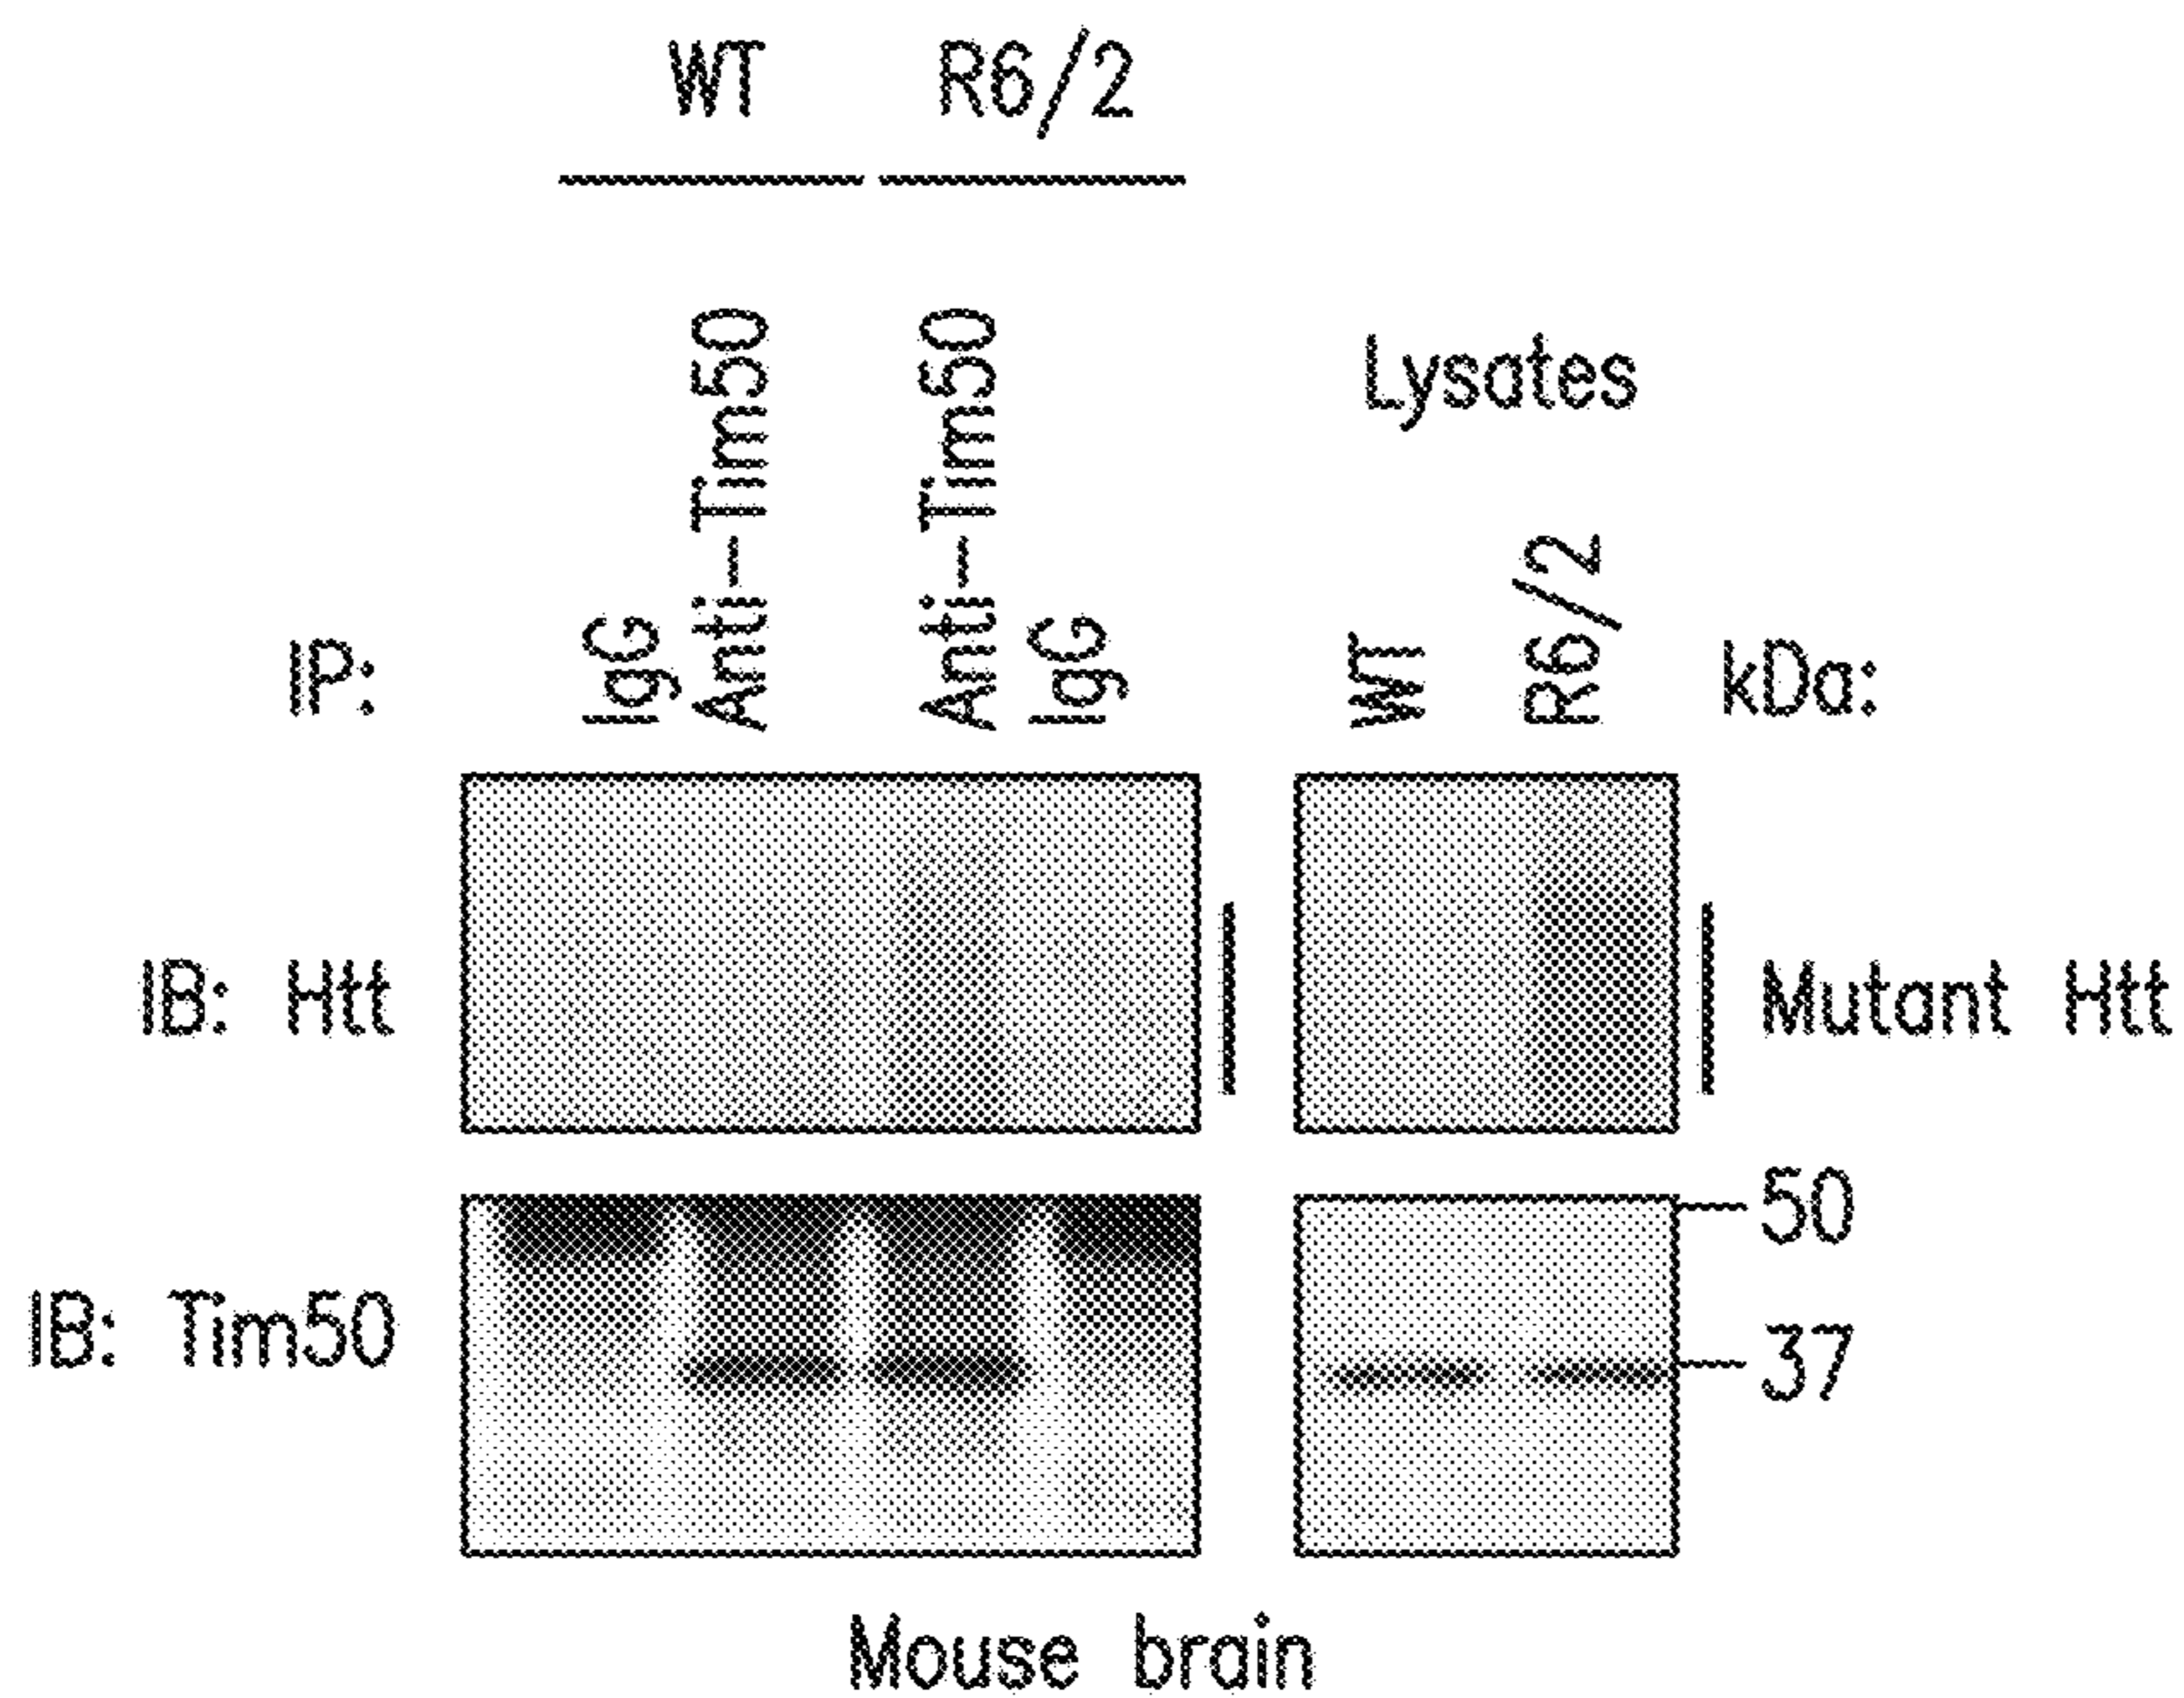 WT R6/2
Lysates
IP: IgG Anti-Tim50 Anti-Tim50 IgG WT R6/2 kDa:
IB: Htt Mutant Htt
50
IB: Tim50 37
Mouse brain